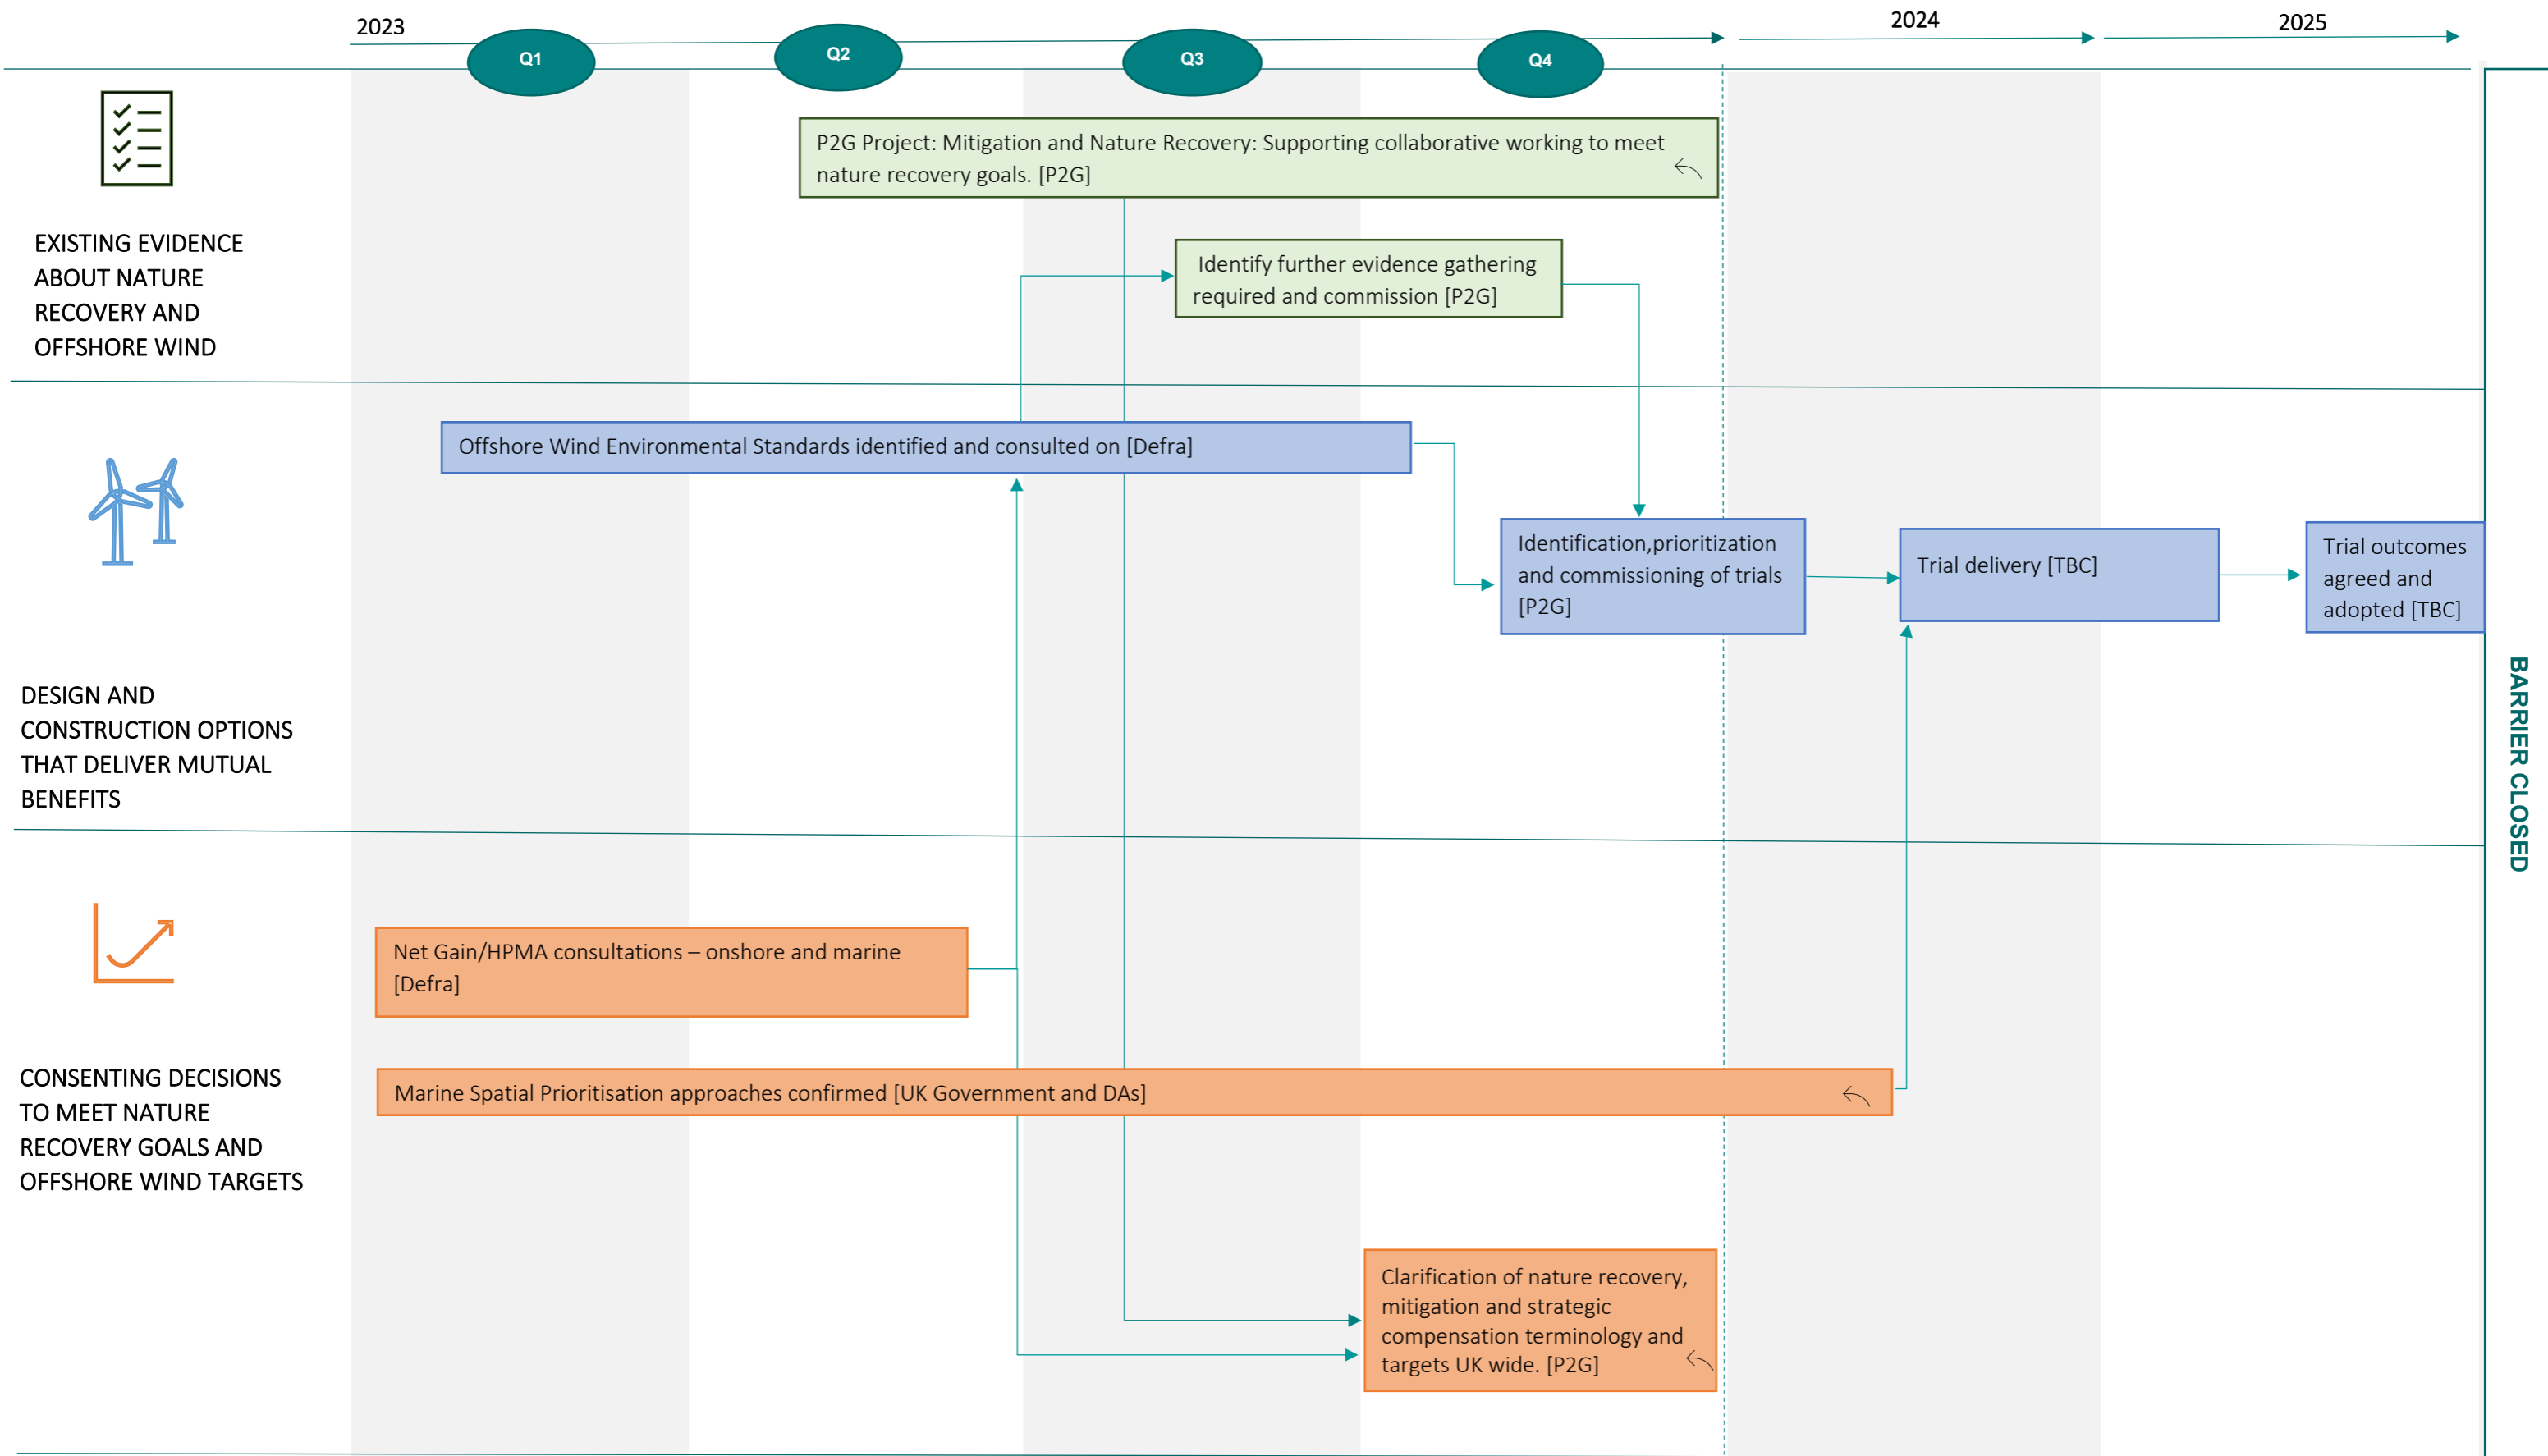 2023
2024
2025
Q1
Q2
Q3
Q4
P2G Project: Mitigation and Nature Recovery: Supporting collaborative working to meet
nature recovery goals. [P2G]
EXISTING EVIDENCE
ABOUT NATURE
RECOVERY AND
OFFSHORE WIND
Identify further evidence gathering
required and commission [P2G]
Offshore Wind Environmental Standards identified and consulted on [Defra]
Identification,prioritization
and commissioning of trials
[P2G]
Trial delivery [TBC]
Trial outcomes
agreed and
adopted [TBC]
DESIGN AND
CONSTRUCTION OPTIONS
THAT DELIVER MUTUAL
BENEFITS
BARRIER CLOSED
Net Gain/HPMA consultations – onshore and marine
[Defra]
CONSENTING DECISIONS
TO MEET NATURE
RECOVERY GOALS AND
OFFSHORE WIND TARGETS
Marine Spatial Prioritisation approaches confirmed [UK Government and DAs]
Clarification of nature recovery,
mitigation and strategic
compensation terminology and
targets UK wide. [P2G]